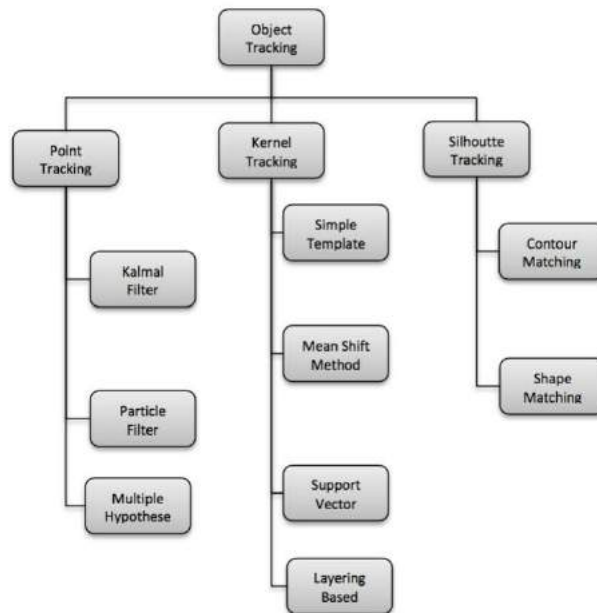 Object
Tracking
Point
Tracking
Kernel
Tracking
Silhoutte
Tracking
Kalmal
Filter
Particle
Filter
Multiple
Hypothese
Simple
Template
Mean Shift
Method
Support
Vector
Layering
Based
Contour
Matching
Shape
Matching